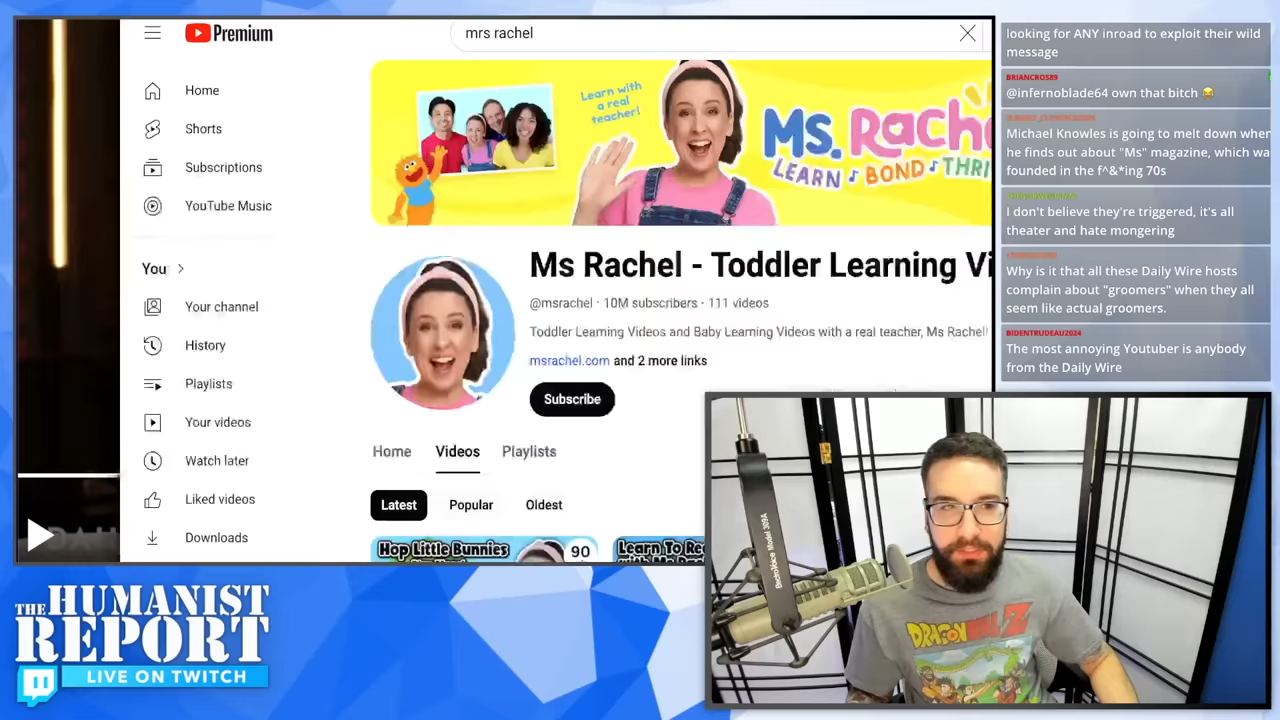 Premium
mrs rachel
Home
Shorts
Subscriptions
YouTube Music
You
Your channel
History
Playlists
Your videos
Watch later
Liked videos
Downloads
Learn with
a real
teacher!
Ms. Rach
LEARN BOND THRI
Ms Rachel - Toddler Learning Vi
@msrachel · 10M subscribers · 111 videos
Toddler Learning Videos and Baby Learning Videos with a real teacher, Ms Rachel
msrachel.com and 2 more links
Subscribe
Home Videos Playlists
Latest Popular Oldest
Hop Little Bunnies
90
Learn To
looking for ANY inroad to exploit their wild
message
BRIANCROS89
@infernoblade64 own that bitch 😂
Michael Knowles is going to melt down when
he finds out about "Ms" magazine, which wa
founded in the f^&*ing 70s
I don't believe they're triggered, it's all
theater and hate mongering
Why is it that all these Daily Wire hosts
complain about "groomers" when they all
seem like actual groomers.
BIDENTRUDEAU2024
The most annoying Youtuber is anybody
from the Daily Wire
THE HUMANIST
REPORT
LIVE ON TWITCH
ElectroVoice Model 309A